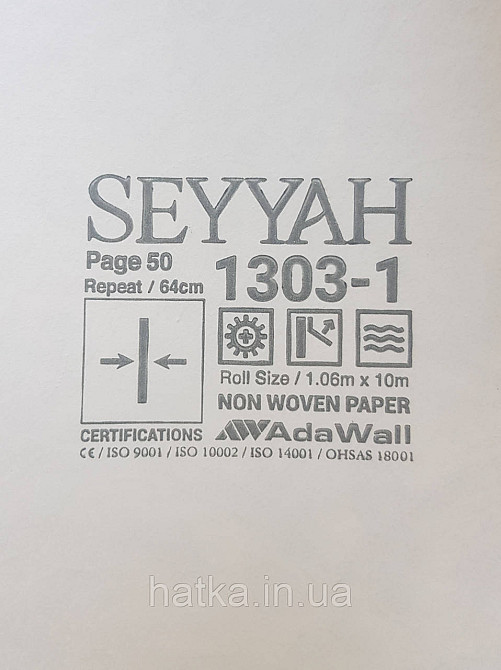 SEYYAH
Page 50
Repeat / 64cm
1303-1
Roll Size / 1.06m x 10m
NON WOVEN PAPER
CERTIFICATIONS
AdaWall
CE / ISO 9001 / ISO 10002 / ISO 14001 / OHSAS 18001
hatka.in.ua